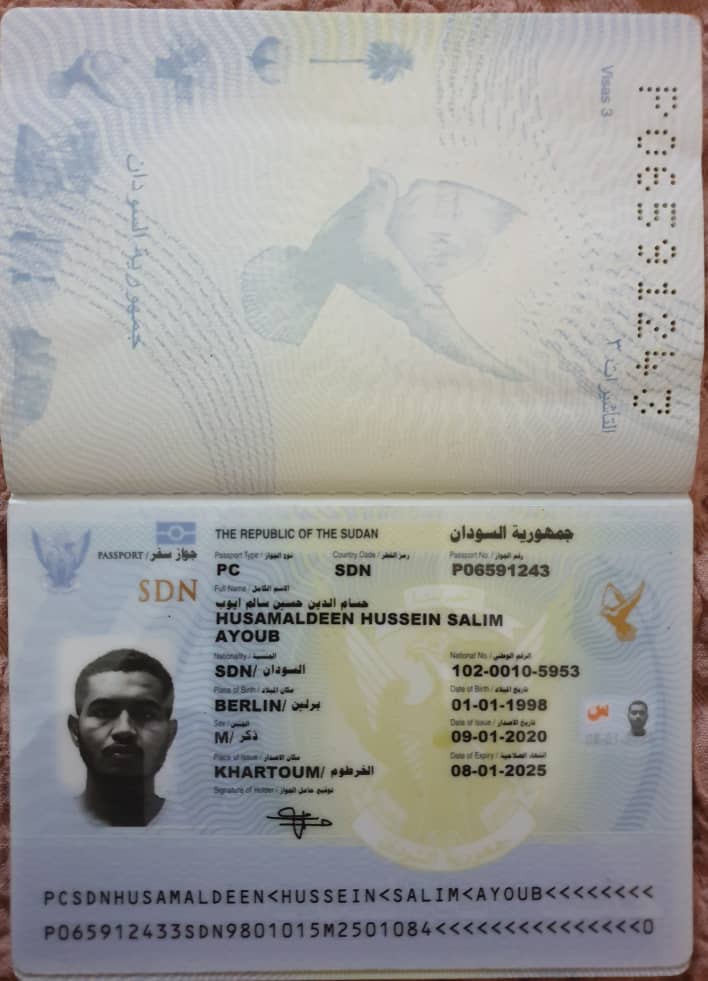 P06591243
Visas 3
التأشيرات ٣
جمهورية السودان
THE REPUBLIC OF THE SUDAN جمهورية السودان
PASSPORT / جواز سفر
SDN
Passport Type / نوع الجواز Country Code / رمز القطر Passport No. / رقم الجواز
PC SDN P06591243
Full Name / الاسم الكامل
حسام الدين حسين سالم ايوب
HUSAMALDEEN HUSSEIN SALIM
AYOUB
Nationality / الجنسية National No. / الرقم الوطني
SDN/ السودان 102-0010-5953
Place of Birth / مكان الميلاد Date of Birth / تاريخ الميلاد
BERLIN/ برلين 01-01-1998
Sex / الجنس Date of Issue / تاريخ الاصدار
M/ ذكر 09-01-2020
س
Place of Issue / مكان الاصدار Date of Expiry / انتهاء الصلاحية
KHARTOUM/ الخرطوم 08-01-2025
Signature of Holder / توقيع حامل الجواز
جمهورية السودان
PCSDNHUSAMALDEEN<HUSSEIN<SALIM<AYOUB<<<<<<<<
P065912433SDN9801015M2501084<<<<<<<<<<<<<<<0